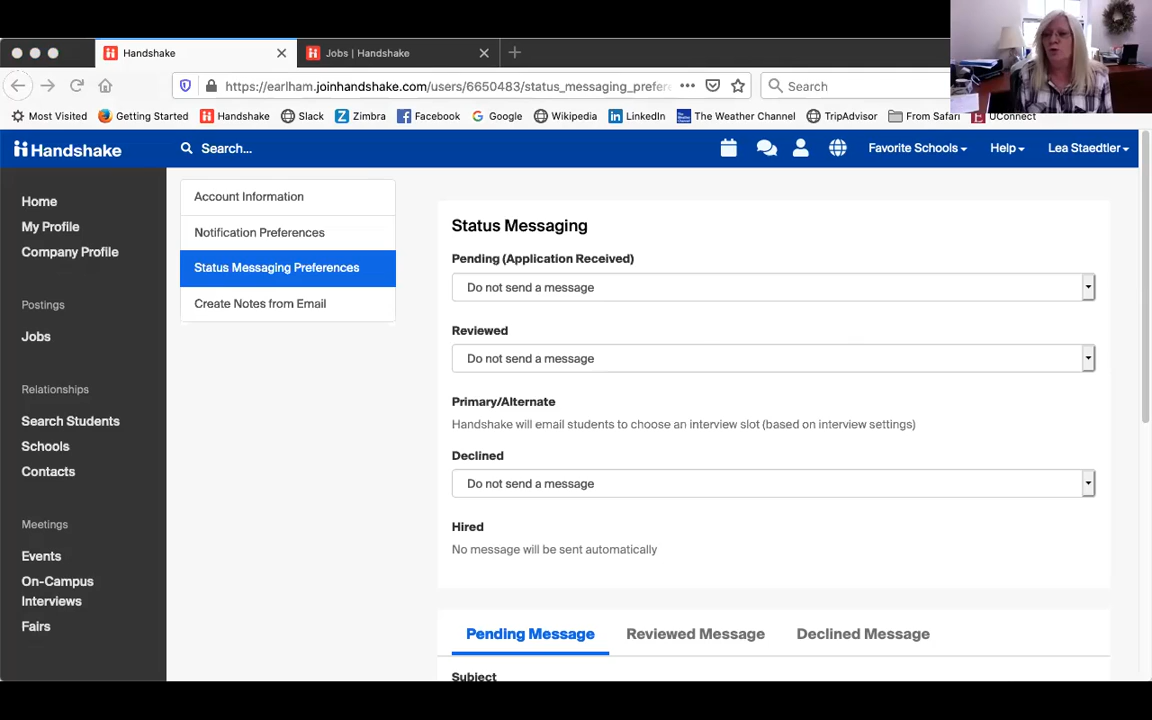 Handshake
Jobs | Handshake
https://earlham.joinhandshake.com/users/6650483/status_messaging_prefere
Search
Most Visited
Getting Started
Handshake
Slack
Zimbra
Facebook
Google
Wikipedia
LinkedIn
The Weather Channel
TripAdvisor
From Safari
UConnect
Handshake
Search...
Favorite Schools
Help
Lea Staedtler
Home
My Profile
Company Profile
Postings
Jobs
Relationships
Search Students
Schools
Contacts
Meetings
Events
On-Campus
Interviews
Fairs
Account Information
Notification Preferences
Status Messaging Preferences
Create Notes from Email
Status Messaging
Pending (Application Received)
Do not send a message
Reviewed
Do not send a message
Primary/Alternate
Handshake will email students to choose an interview slot (based on interview settings)
Declined
Do not send a message
Hired
No message will be sent automatically
Pending Message
Reviewed Message
Declined Message
Subject